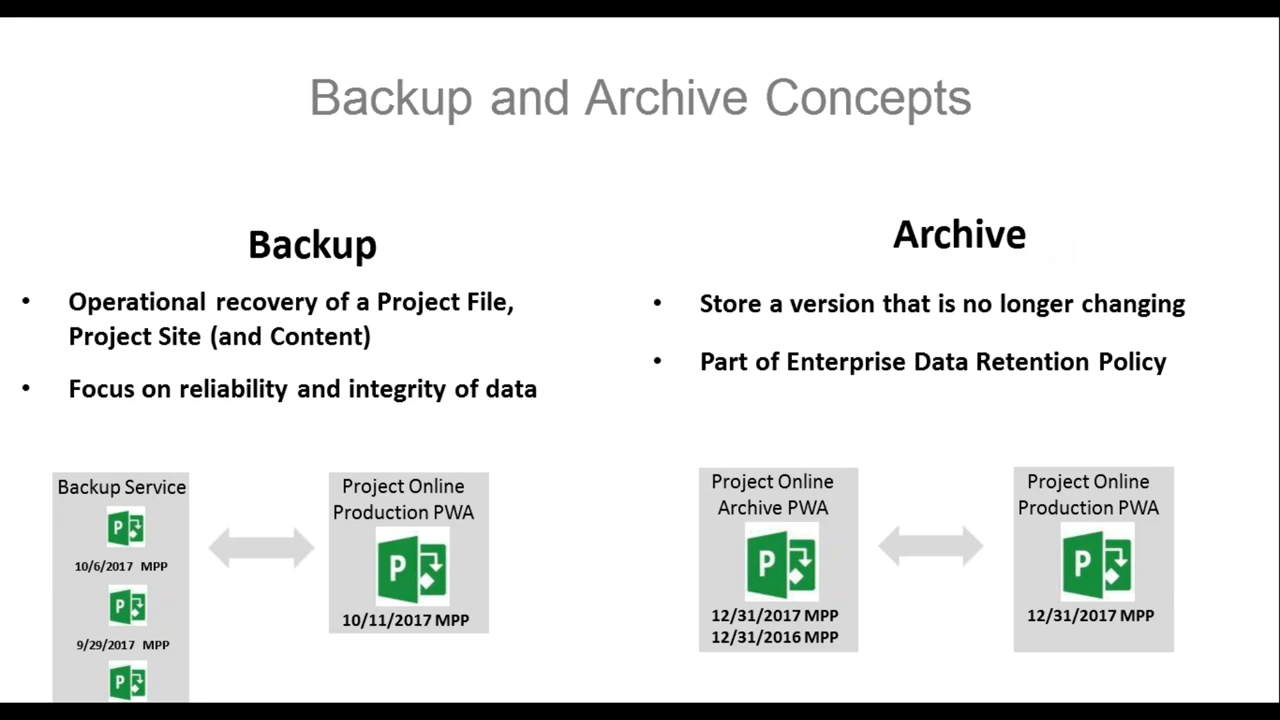 Backup and Archive Concepts
Backup
• Operational recovery of a Project File,
Project Site (and Content)
• Focus on reliability and integrity of data
Backup Service
P
10/6/2017 MPP
P
9/29/2017 MPP
P
Project Online
Production PWA
P
10/11/2017 MPP
Archive
• Store a version that is no longer changing
• Part of Enterprise Data Retention Policy
Project Online
Archive PWA
P
12/31/2017 MPP
12/31/2016 MPP
Project Online
Production PWA
P
12/31/2017 MPP